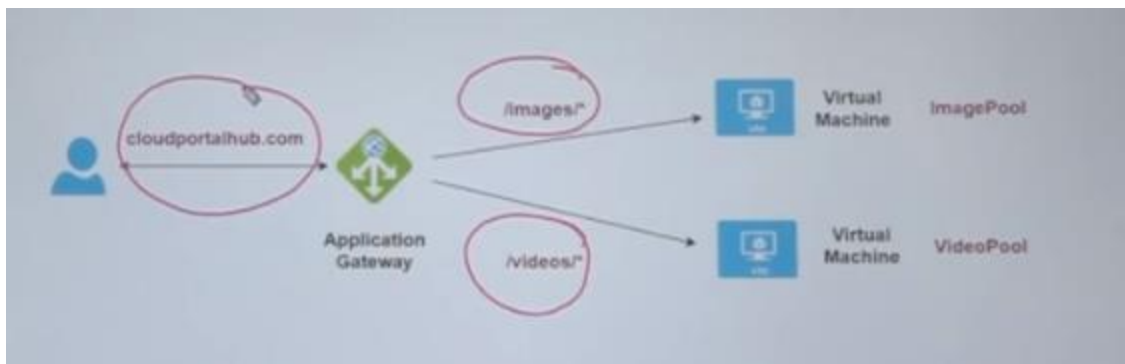 cloudportalhub.com
/images/*
Virtual
Machine
ImagePool
Application
Gateway
/videos/*
Virtual
Machine
VideoPool